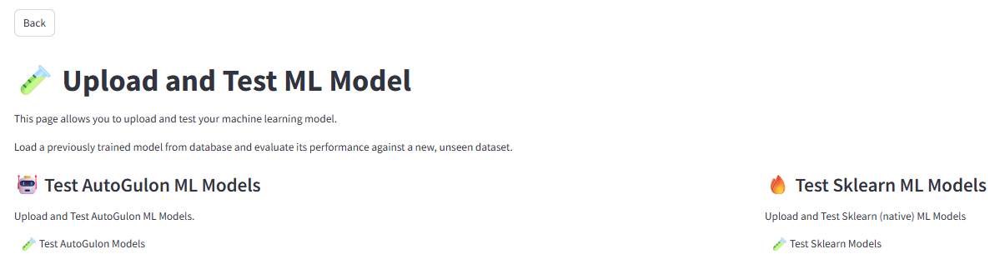 Back
Upload and Test ML Model
This page allows you to upload and test your machine learning model.
Load a previously trained model from database and evaluate its performance against a new, unseen dataset.
Test AutoGulon ML Models
Upload and Test AutoGulon ML Models.
Test AutoGulon Models
Test Sklearn ML Models
Upload and Test Sklearn (native) ML Models
Test Sklearn Models